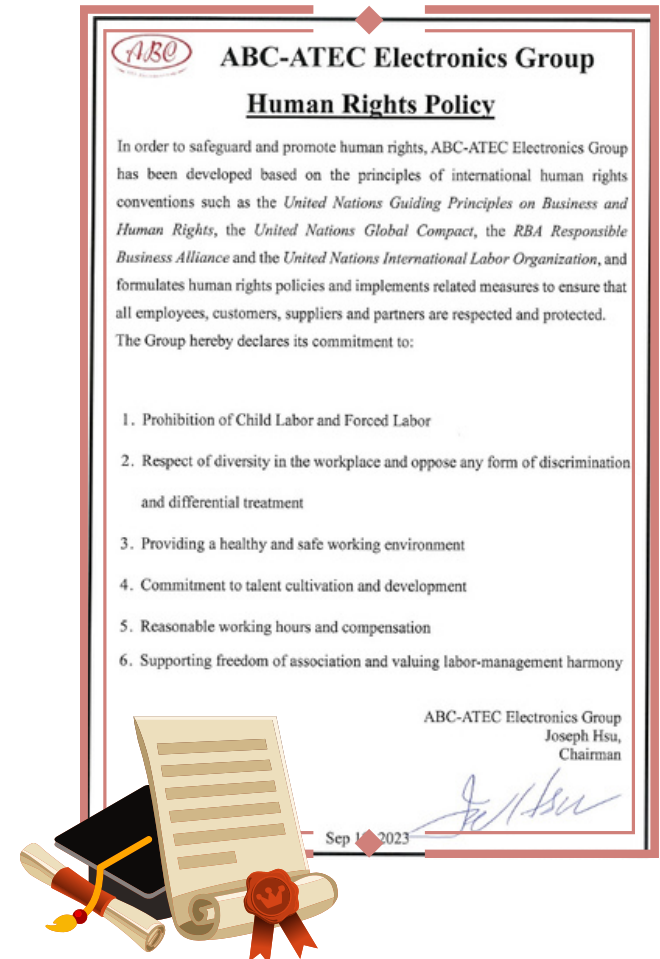 ABC
ABC-ATEC Electronics Group
Human Rights Policy
In order to safeguard and promote human rights, ABC-ATEC Electronics Group
has been developed based on the principles of international human rights
conventions such as the United Nations Guiding Principles on Business and
Human Rights, the United Nations Global Compact, the RBA Responsible
Business Alliance and the United Nations International Labor Organization, and
formulates human rights policies and implements related measures to ensure that
all employees, customers, suppliers and partners are respected and protected.
The Group hereby declares its commitment to:
1. Prohibition of Child Labor and Forced Labor
2. Respect of diversity in the workplace and oppose any form of discrimination
and differential treatment
3. Providing a healthy and safe working environment
4. Commitment to talent cultivation and development
5. Reasonable working hours and compensation
6. Supporting freedom of association and valuing labor-management harmony
ABC-ATEC Electronics Group
Joseph Hsu,
Chairman
Sep 2023